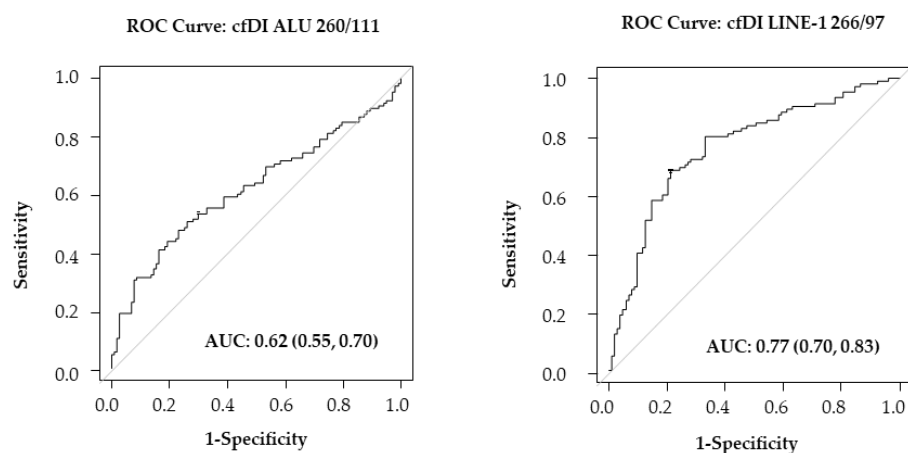 ROC Curve: cfDI ALU 260/111
1.0
0.8
0.6
0.4
0.2
0.0
Sensitivity
AUC: 0.62 (0.55, 0.70)
0.0 0.2 0.4 0.6 0.8 1.0
1-Specificity
ROC Curve: cfDI LINE-1 266/97
1.0
0.8
0.6
0.4
0.2
0.0
Sensitivity
AUC: 0.77 (0.70, 0.83)
0.0 0.2 0.4 0.6 0.8 1.0
1-Specificity